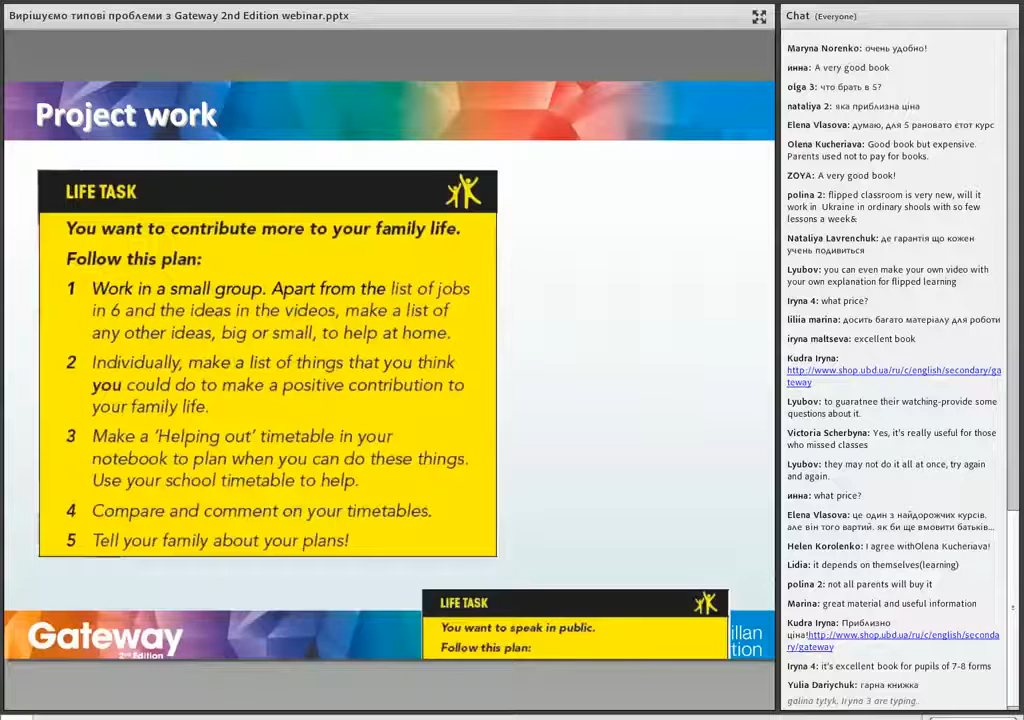 Вирішуємо типові проблеми з Gateway 2nd Edition webinar.pptx
Project work
LIFE TASK
You want to contribute more to your family life.
Follow this plan:
1 Work in a small group. Apart from the list of jobs
in 6 and the ideas in the videos, make a list of
any other ideas, big or small, to help at home.
2 Individually, make a list of things that you think
you could do to make a positive contribution to
your family life.
3 Make a ‘Helping out’ timetable in your
notebook to plan when you can do these things.
Use your school timetable to help.
4 Compare and comment on your timetables.
5 Tell your family about your plans!
LIFE TASK
You want to speak in public.
Follow this plan:
Gateway
2nd Edition
illan
tion
Chat (Everyone)
Maryna Norenko: очень удобно!
инна: A very good book
olga 3: что брать в 5?
nataliya 2: яка приблизна ціна
Elena Vlasova: думаю, для 5 рановато етот курс
Olena Kucheriava: Good book but expensive.
Parents used not to pay for books.
ZOYA: A very good book!
polina 2: flipped classroom is very new, will it
work in Ukraine in ordinary shools with so few
lessons a week&
Nataliya Lavrenchuk: де гарантія що кожен
учень подивиться
Lyubov: you can even make your own video with
your own explanation for flipped learning
Iryna 4: what price?
liliia marina: досить багато матеріалу для роботи
iryna maltseva: excellent book
Kudra Iryna:
http://www.shop.ubd.ua/ru/c/english/secondary/ga
teway
Lyubov: to guaratnee their watching-provide some
questions about it.
Victoria Scherbyna: Yes, it's really useful for those
who missed classes
Lyubov: they may not do it all at once, try again
and again.
инна: what price?
Elena Vlasova: це один з найдорожчих курсів.
але він того вартий. як би ще вмовити батьків...
Helen Korolenko: I agree withOlena Kucheriava!
Lidia: it depends on themselves(learning)
polina 2: not all parents will buy it
Marina: great material and useful information
Kudra Iryna: Приблизно
ціна!http://www.shop.ubd.ua/ru/c/english/seconda
ry/gateway
Iryna 4: it's excellent book for pupils of 7-8 forms
Yulia Dariychuk: гарна книжка
galina tytyk, Iryna 3 are typing.